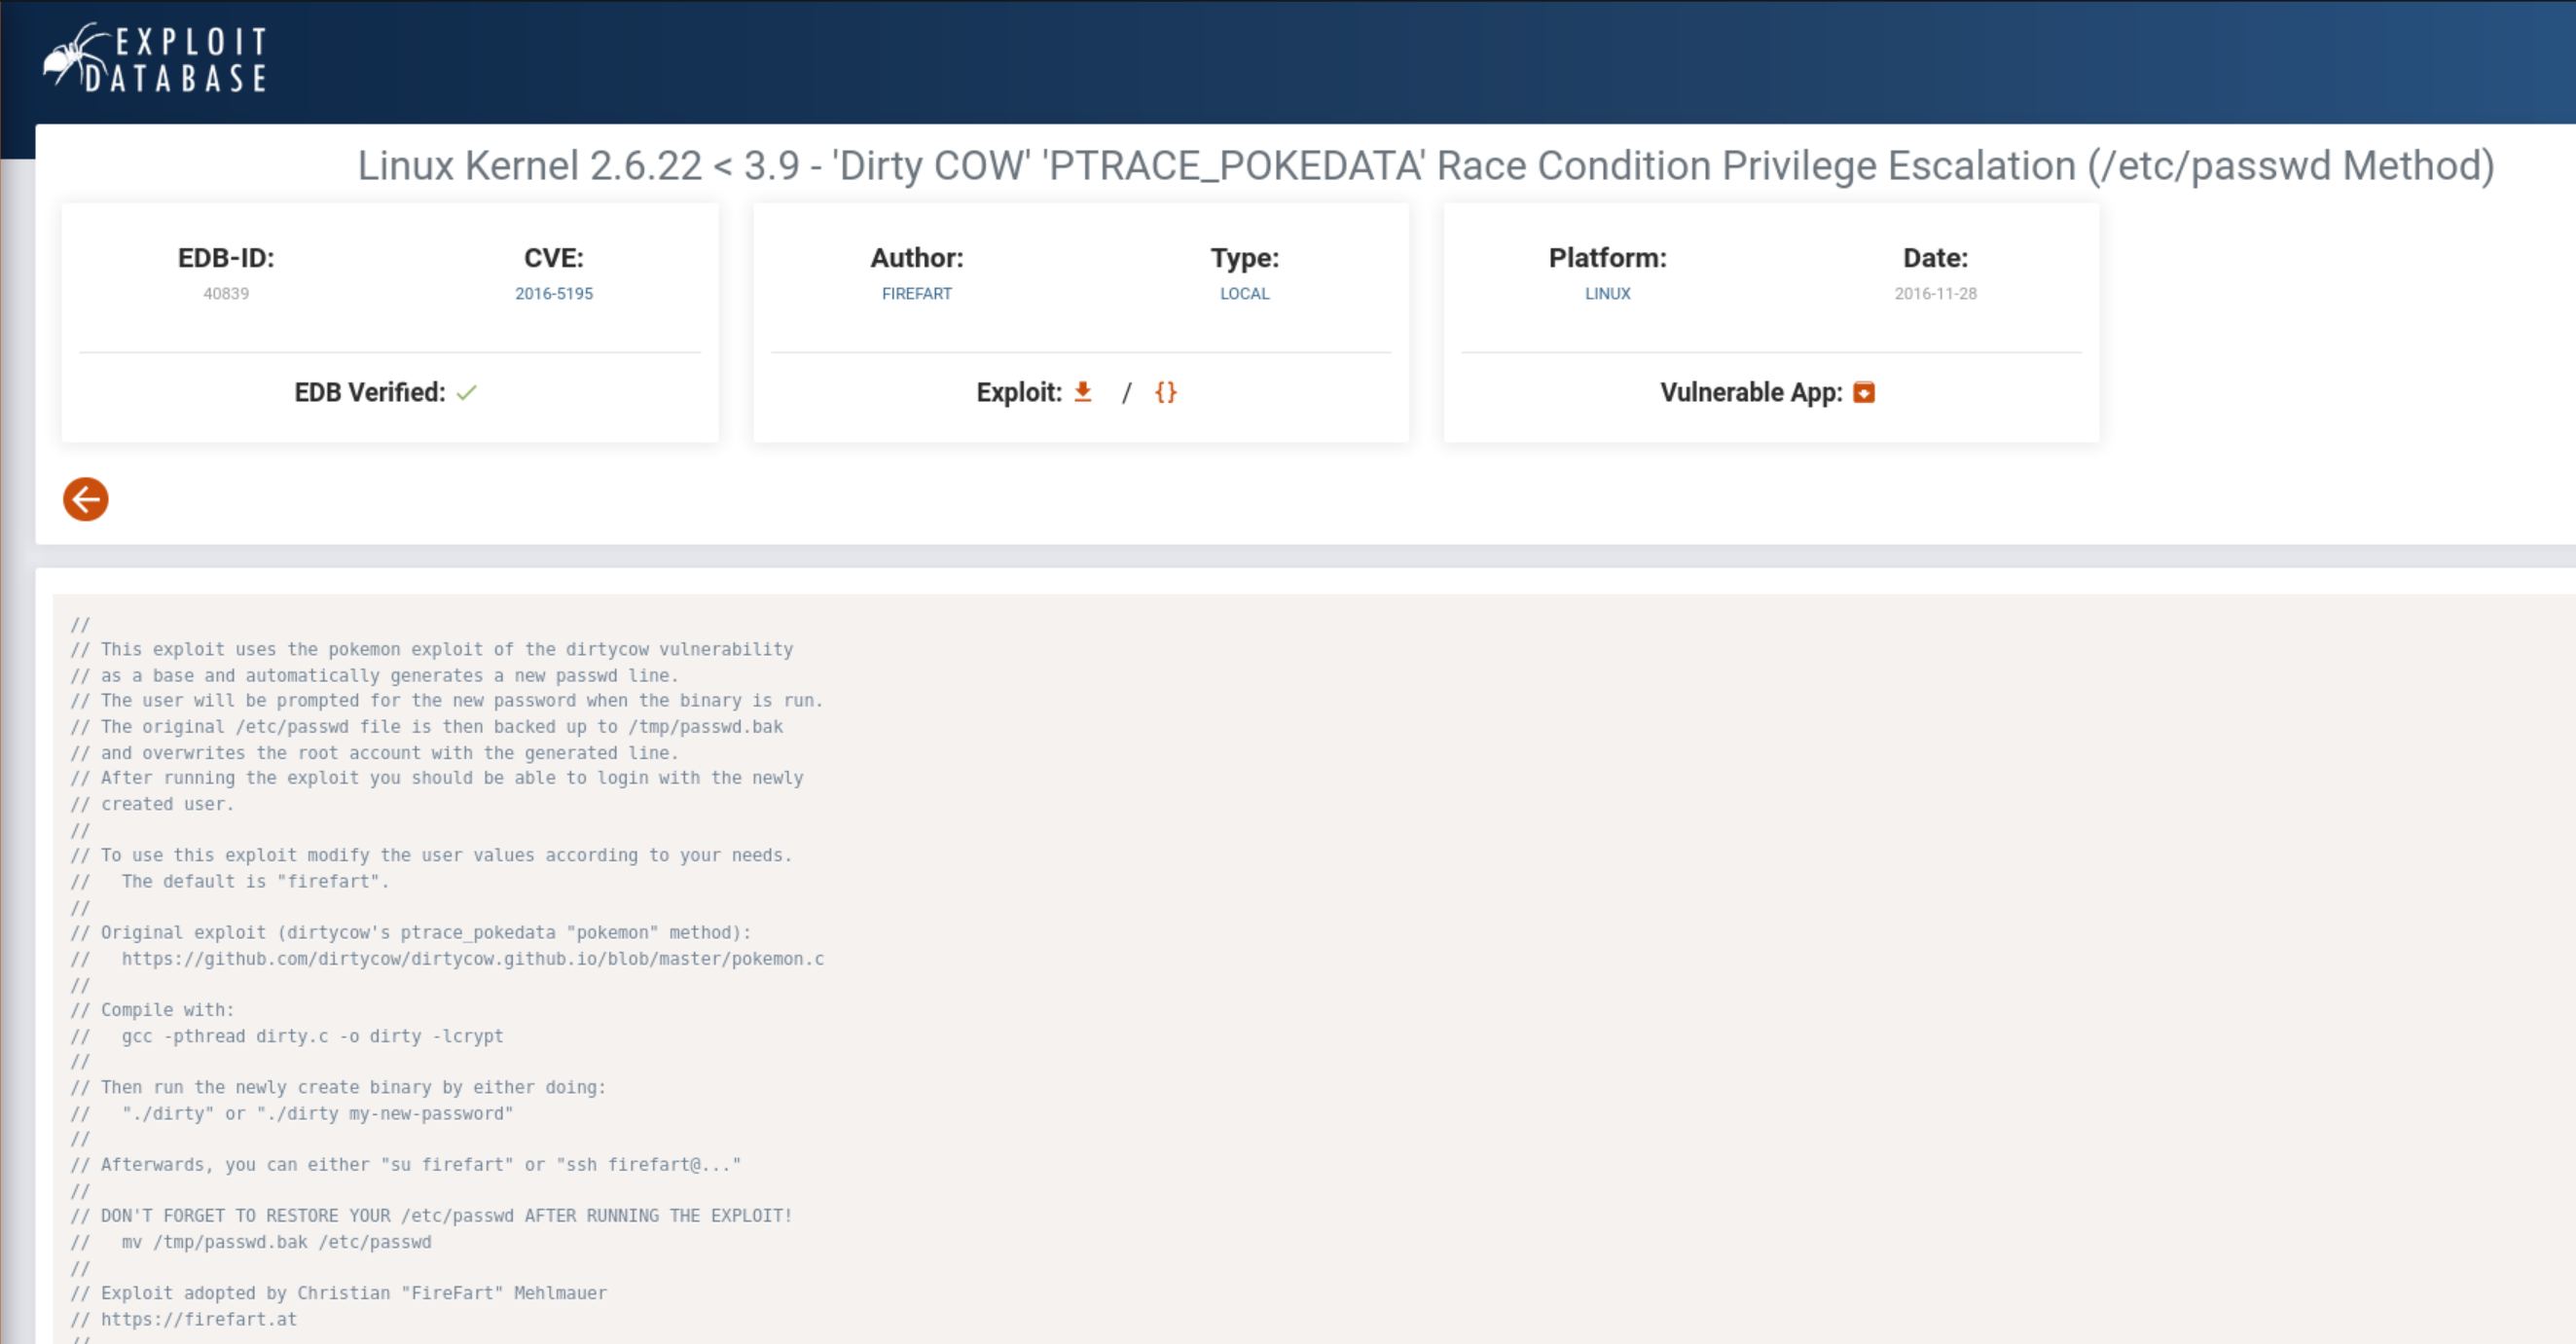 EXPLOIT
DATABASE
Linux Kernel 2.6.22 < 3.9 - 'Dirty COW' 'PTRACE_POKEDATA' Race Condition Privilege Escalation (/etc/passwd Method)
EDB-ID:
40839
CVE:
2016-5195
EDB Verified:
Author:
FIREFART
Type:
LOCAL
Exploit: / {}
Platform:
LINUX
Date:
2016-11-28
Vulnerable App:
//
// This exploit uses the pokemon exploit of the dirtycow vulnerability
// as a base and automatically generates a new passwd line.
// The user will be prompted for the new password when the binary is run.
// The original /etc/passwd file is then backed up to /tmp/passwd.bak
// and overwrites the root account with the generated line.
// After running the exploit you should be able to login with the newly
// created user.
//
// To use this exploit modify the user values according to your needs.
//   The default is "firefart".
//
// Original exploit (dirtycow's ptrace_pokedata "pokemon" method):
//   https://github.com/dirtycow/dirtycow.github.io/blob/master/pokemon.c
//
// Compile with:
//   gcc -pthread dirty.c -o dirty -lcrypt
//
// Then run the newly create binary by either doing:
//   "./dirty" or "./dirty my-new-password"
//
// Afterwards, you can either "su firefart" or "ssh firefart@..."
//
// DON'T FORGET TO RESTORE YOUR /etc/passwd AFTER RUNNING THE EXPLOIT!
//   mv /tmp/passwd.bak /etc/passwd
//
// Exploit adopted by Christian "FireFart" Mehlmauer
// https://firefart.at
//